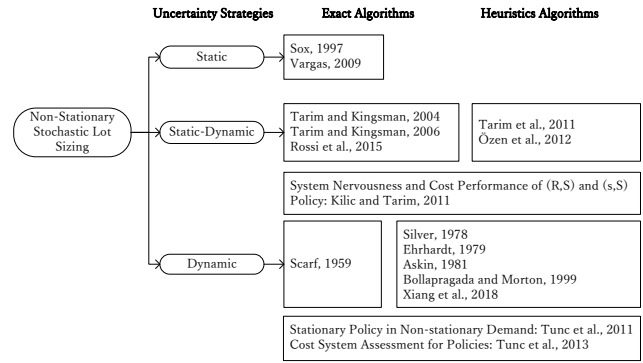 Uncertainty Strategies
Exact Algorithms
Heuristics Algorithms
Non-Stationary
Stochastic Lot
Sizing
Static
Sox, 1997
Vargas, 2009
Static-Dynamic
Tarim and Kingsman, 2004
Tarim and Kingsman, 2006
Rossi et al., 2015
Tarim et al., 2011
Özen et al., 2012
System Nervousness and Cost Performance of (R,S) and (s,S)
Policy: Kilic and Tarim, 2011
Dynamic
Scarf, 1959
Silver, 1978
Ehrhardt, 1979
Askin, 1981
Bollapragada and Morton, 1999
Xiang et al., 2018
Stationary Policy in Non-stationary Demand: Tunc et al., 2011
Cost System Assessment for Policies: Tunc et al., 2013